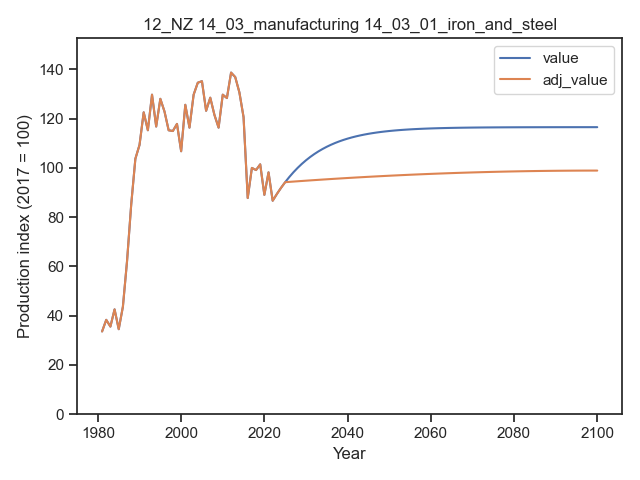 12_NZ 14_03_manufacturing 14_03_01_iron_and_steel
value
adj_value
Production index (2017 = 100)
140
120
100
80
60
40
20
0
1980 2000 2020 2040 2060 2080 2100
Year